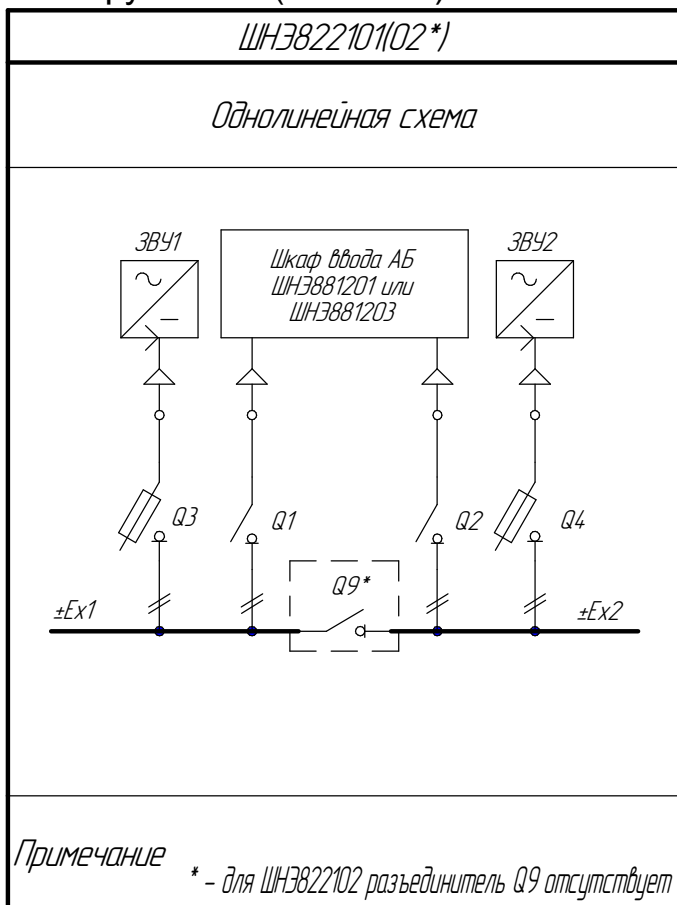 ШНЭ822101(02*)
Однолинейная схема
ЗВУ1
Шкаф ввода АБ
ШНЭ881201 или
ШНЭ881203
ЗВУ2
Q3
Q1
Q2
Q4
Q9*
±Ex1
±Ex2
Примечание
* - для ШНЭ822102 разъединитель Q9 отсутствует